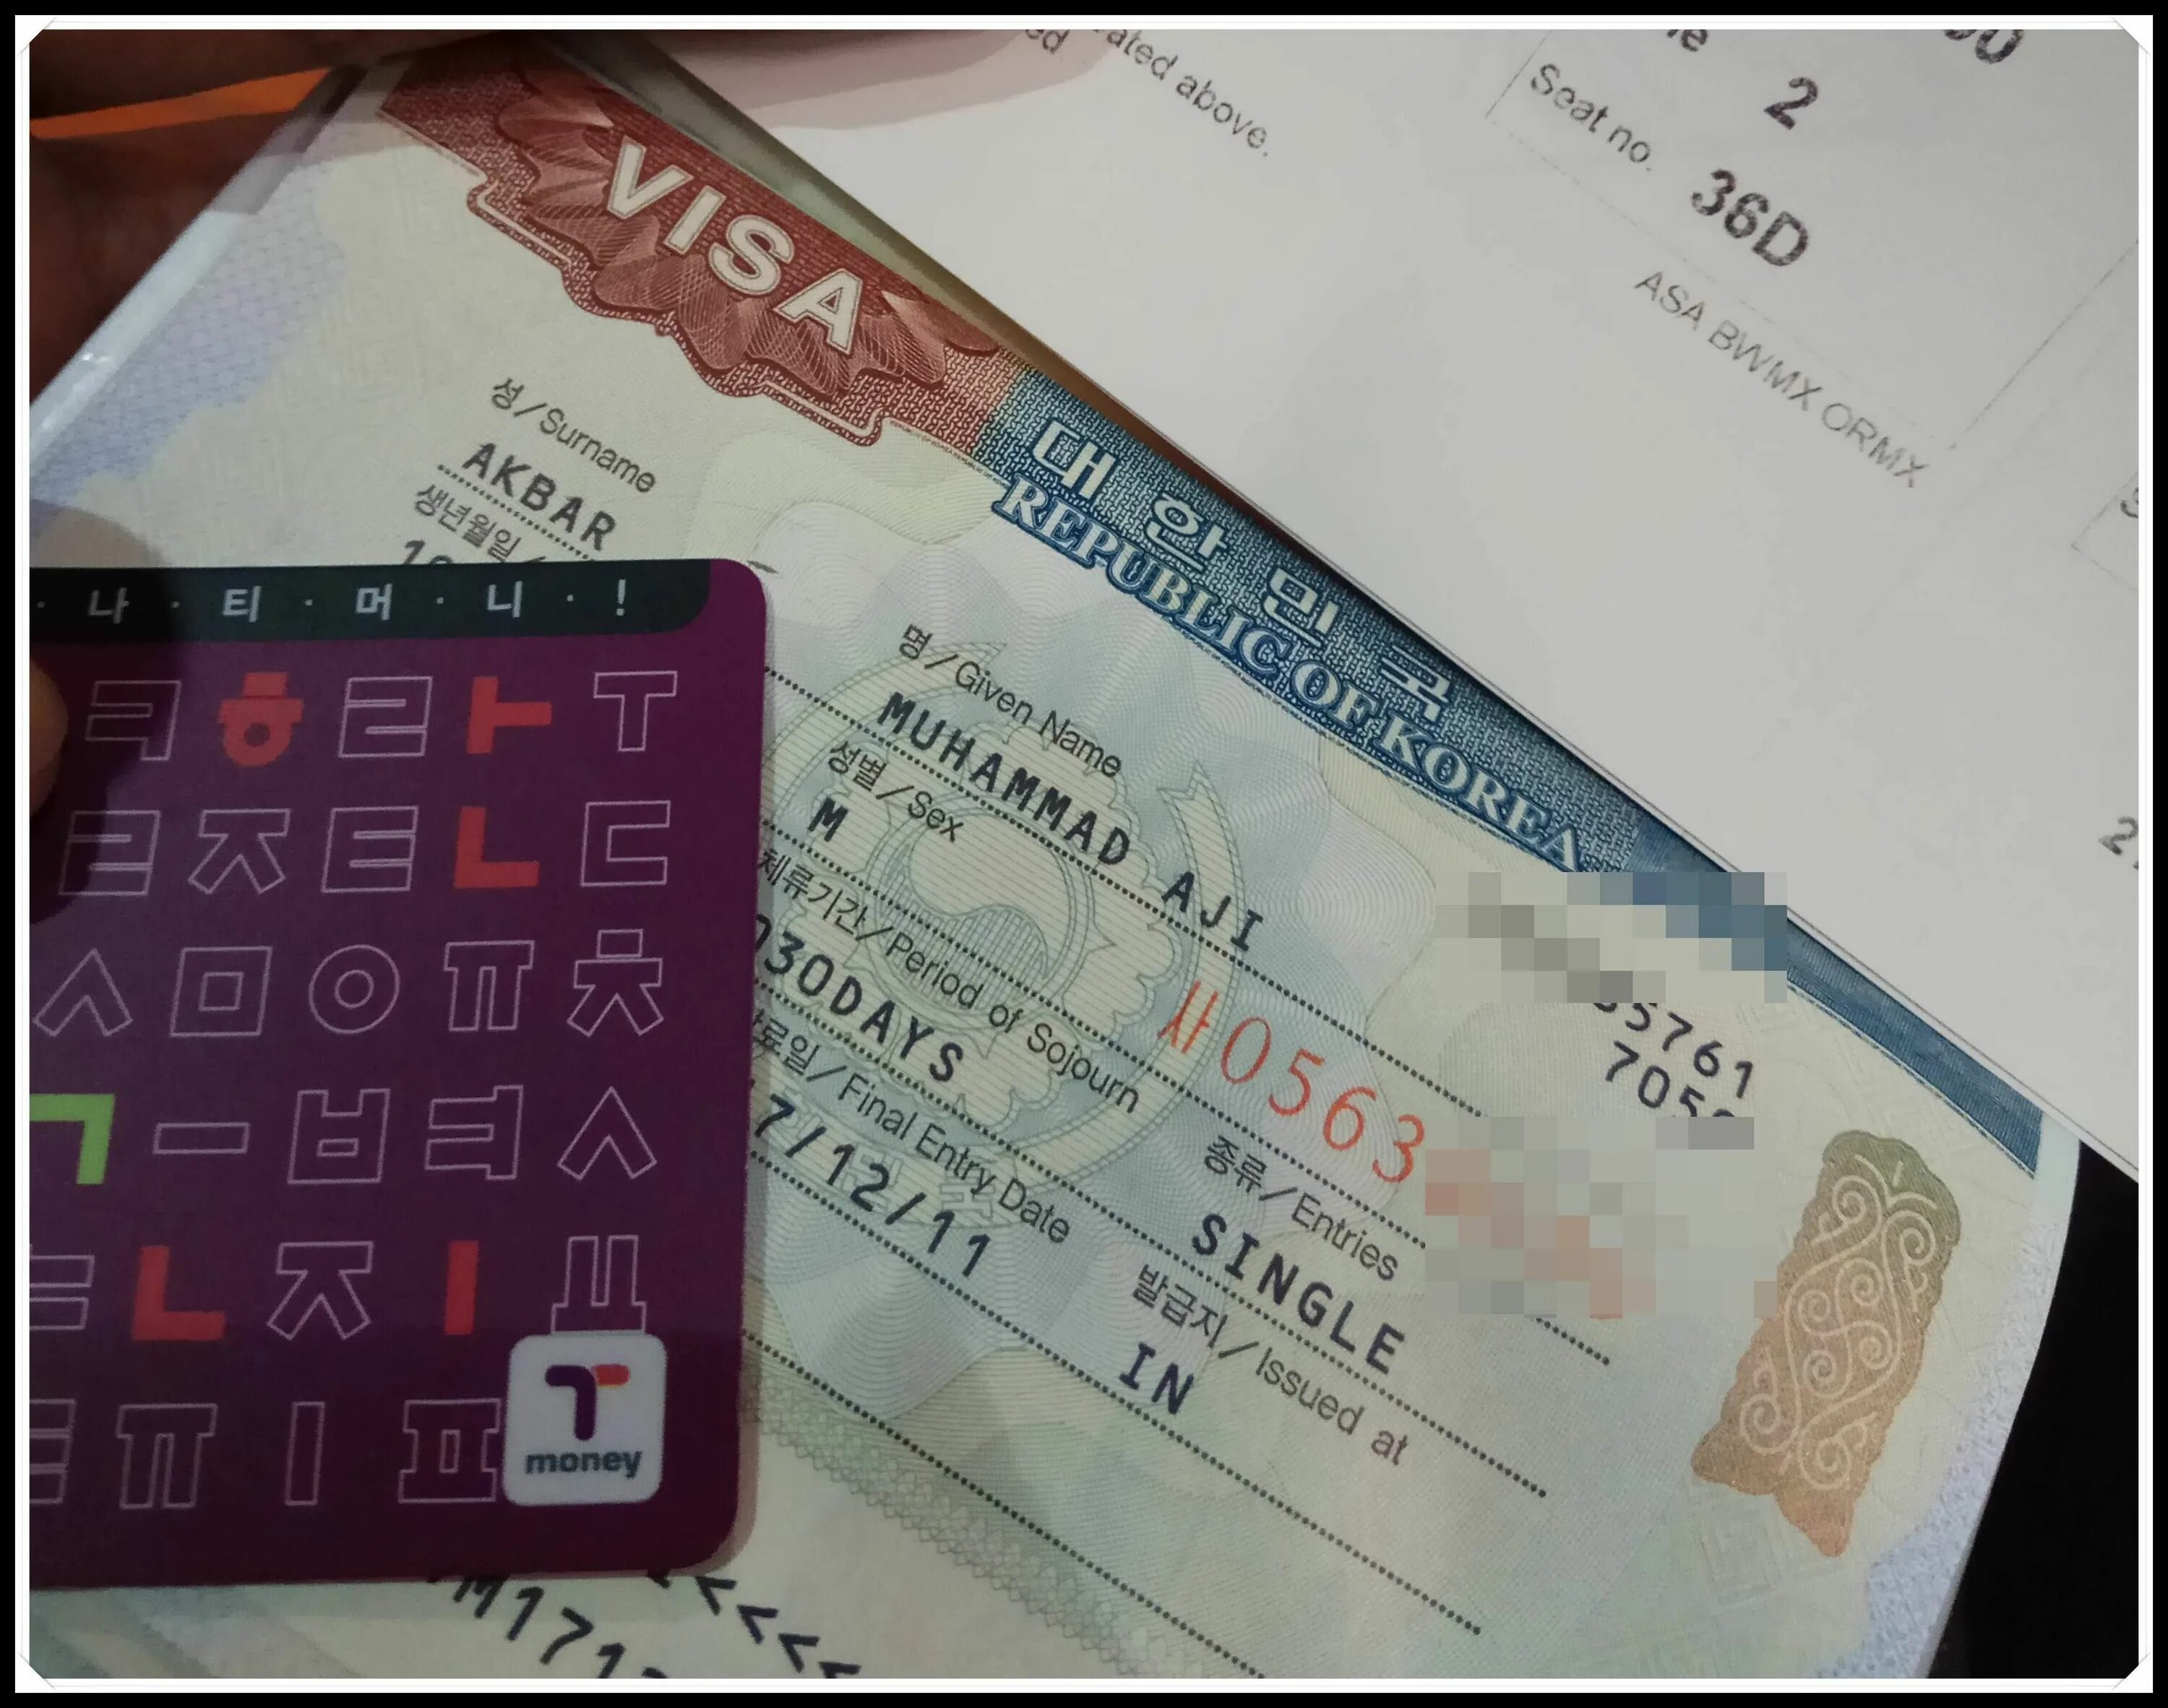 VISA
대한민국
REPUBLIC OF KOREA
성/Surname
AKBAR
생년월일/
명/Given Name
MUHAMMAD AJI
성별/Sex
M
체류기간/Period of Sojourn
030DAYS
사0563
종류/Entries
SINGLE
료일/Final Entry Date
7/12/11
발급지/Issued at
IN
5761
705
<<<<<
M171
ated above.
2
Seat no.
36D
ASA BWMX ORMX
· 나 · 티 · 머 · 니 · !
ㅋ ㅎ ㄹ ㅏ ㅜ
ㄹ ㅈ ㅌ ㄴ ㄷ
ㅅ ㅁ ㅇ ㅠ ㅊ
ㄱ ㅡ ㅂ ㅋ ㅅ
ㄴ ㅈ ㅣ ㅛ
ㅌ ㅠ ㅣ ㅍ
T
money